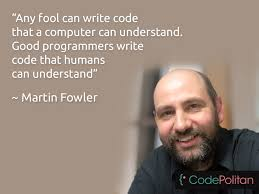 “Any fool can write code
that a computer can understand.
Good programmers write
code that humans
can understand”
~ Martin Fowler
CodePolitan